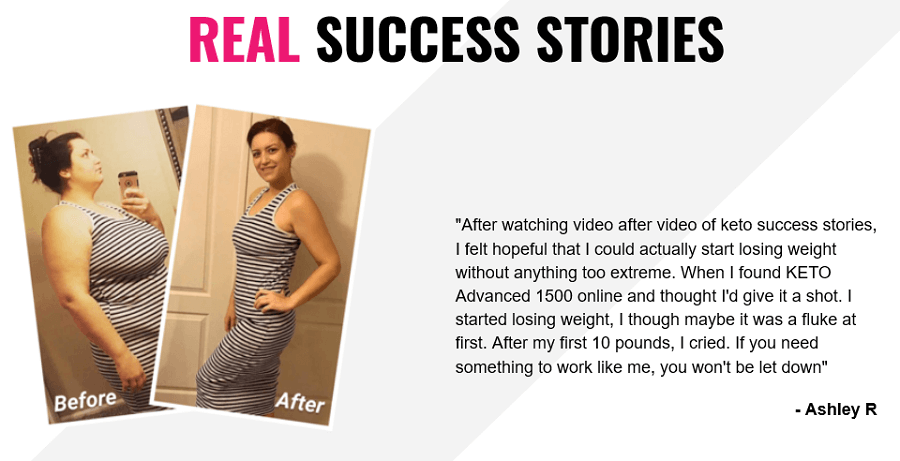 REAL SUCCESS STORIES
Before
After
"After watching video after video of keto success stories,
I felt hopeful that I could actually start losing weight
without anything too extreme. When I found KETO
Advanced 1500 online and thought I'd give it a shot. I
started losing weight, I though maybe it was a fluke at
first. After my first 10 pounds, I cried. If you need
something to work like me, you won't be let down"
- Ashley R